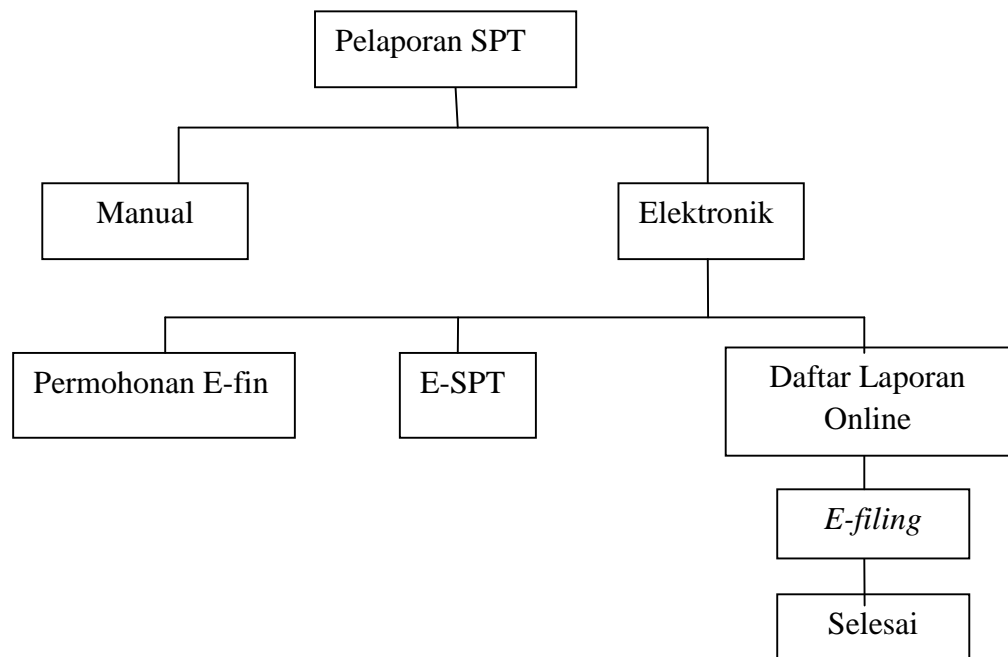 Pelaporan SPT
Manual
Elektronik
Permohonan E-fin
E-SPT
Daftar Laporan
Online
E-filing
Selesai